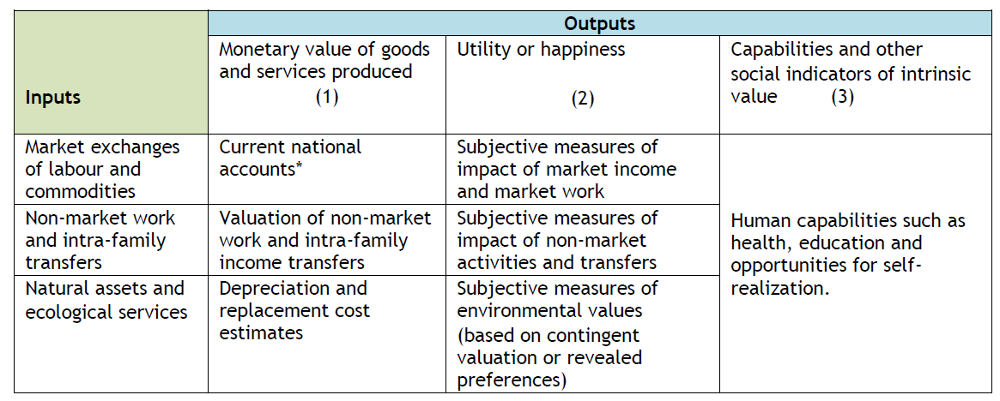 Outputs
Inputs
Monetary value of goods
and services produced
(1)
Utility or happiness
(2)
Capabilities and other
social indicators of intrinsic
value (3)
Market exchanges
of labour and
commodities
Current national
accounts*
Subjective measures of
impact of market income
and market work
Human capabilities such as
health, education and
opportunities for self-
realization.
Non-market work
and intra-family
transfers
Valuation of non-market
work and intra-family
income transfers
Subjective measures of
impact of non-market
activities and transfers
Natural assets and
ecological services
Depreciation and
replacement cost
estimates
Subjective measures of
environmental values
(based on contingent
valuation or revealed
preferences)